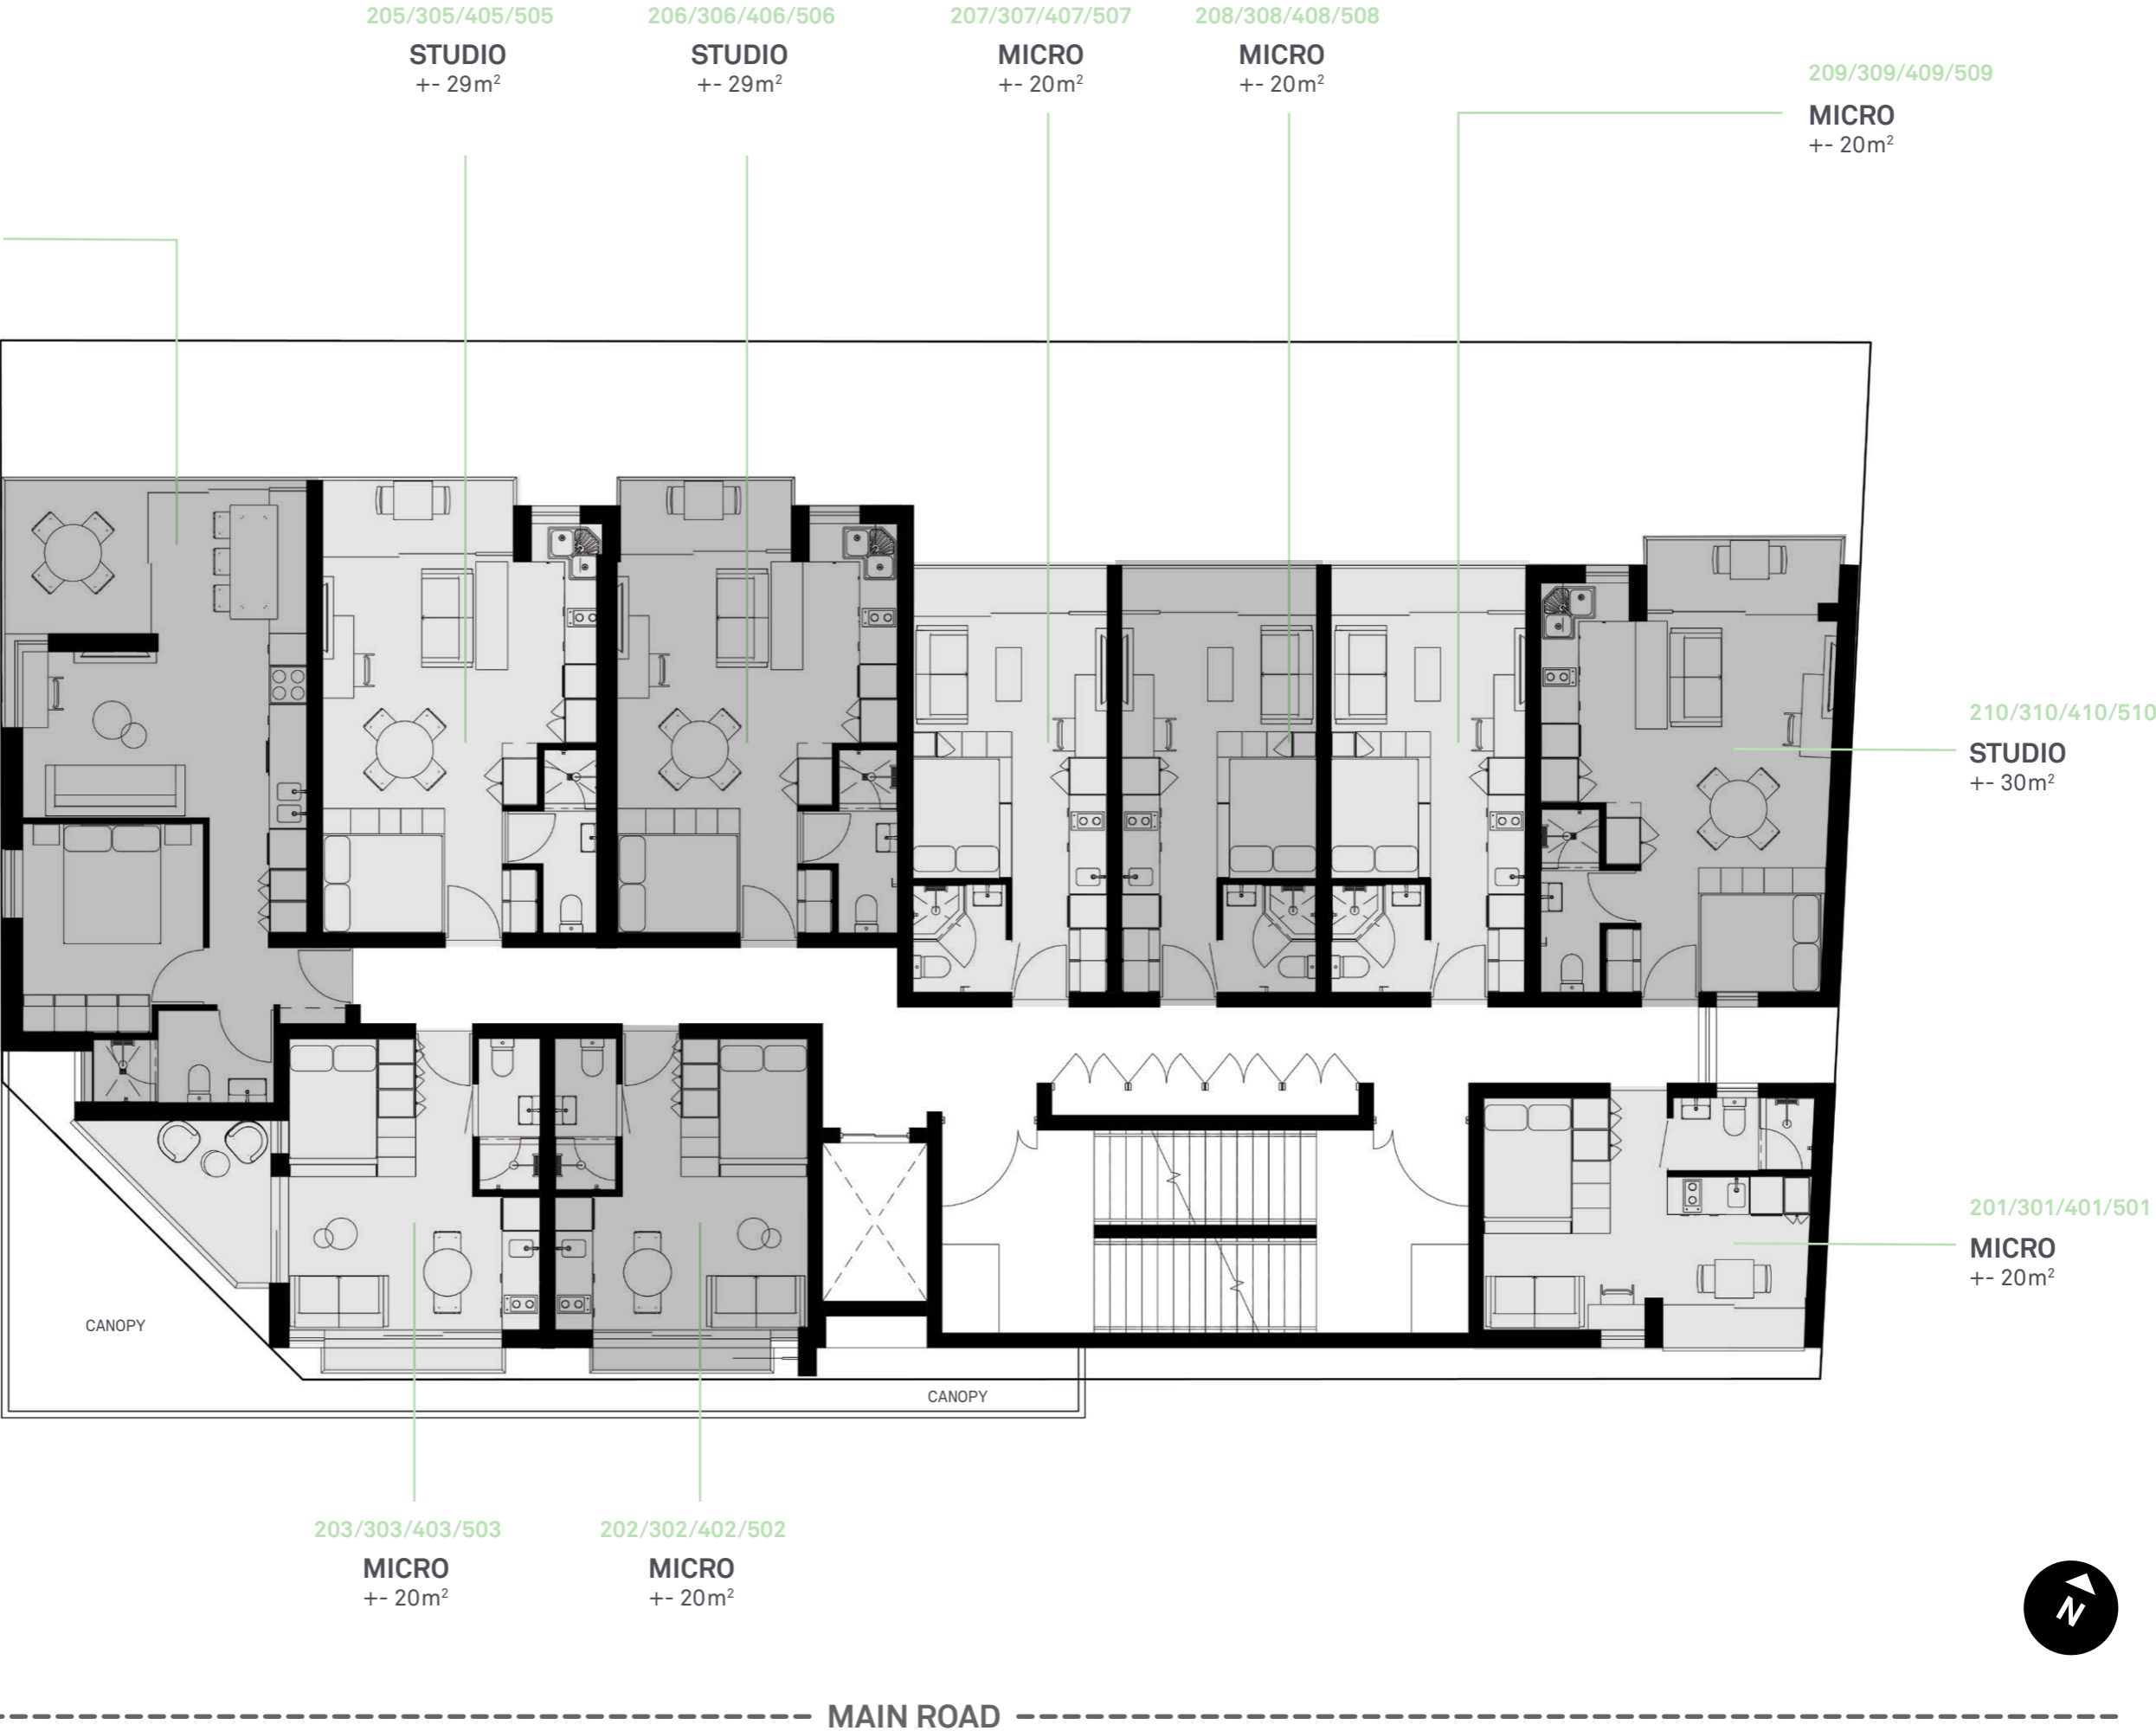 205/305/405/505
STUDIO
+- 29m²
206/306/406/506
STUDIO
+- 29m²
207/307/407/507
MICRO
+- 20m²
208/308/408/508
MICRO
+- 20m²
209/309/409/509
MICRO
+- 20m²
210/310/410/510
STUDIO
+- 30m²
201/301/401/501
MICRO
+- 20m²
CANOPY
CANOPY
203/303/403/503
MICRO
+- 20m²
202/302/402/502
MICRO
+- 20m²
N
MAIN ROAD